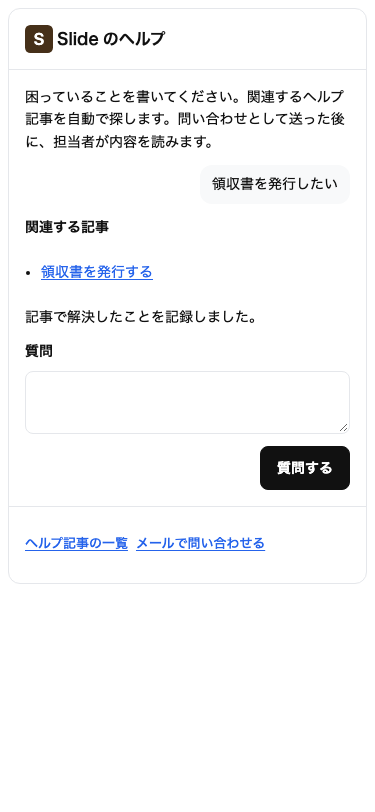 S Slide のヘルプ
困っていることを書いてください。関連するヘルプ
記事を自動で探します。問い合わせとして送った後
に、担当者が内容を読みます。
領収書を発行したい
関連する記事
• 領収書を発行する
記事で解決したことを記録しました。
質問
質問する
ヘルプ記事の一覧 メールで問い合わせる